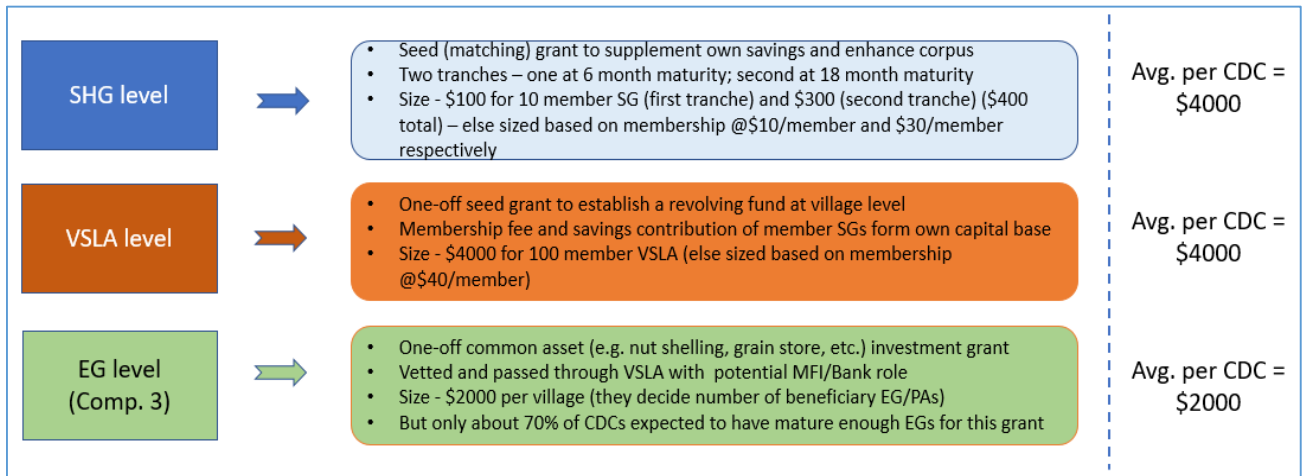 SHG level
• Seed (matching) grant to supplement own savings and enhance corpus
• Two tranches – one at 6 month maturity; second at 18 month maturity
• Size - $100 for 10 member SG (first tranche) and $300 (second tranche) ($400
total) – else sized based on membership @$10/member and $30/member
respectively
Avg. per CDC =
$4000
VSLA level
• One-off seed grant to establish a revolving fund at village level
• Membership fee and savings contribution of member SGs form own capital base
• Size - $4000 for 100 member VSLA (else sized based on membership
@$40/member)
Avg. per CDC =
$4000
EG level
(Comp. 3)
• One-off common asset (e.g. nut shelling, grain store, etc.) investment grant
• Vetted and passed through VSLA with potential MFI/Bank role
• Size - $2000 per village (they decide number of beneficiary EG/PAs)
• But only about 70% of CDCs expected to have mature enough EGs for this grant
Avg. per CDC =
$2000